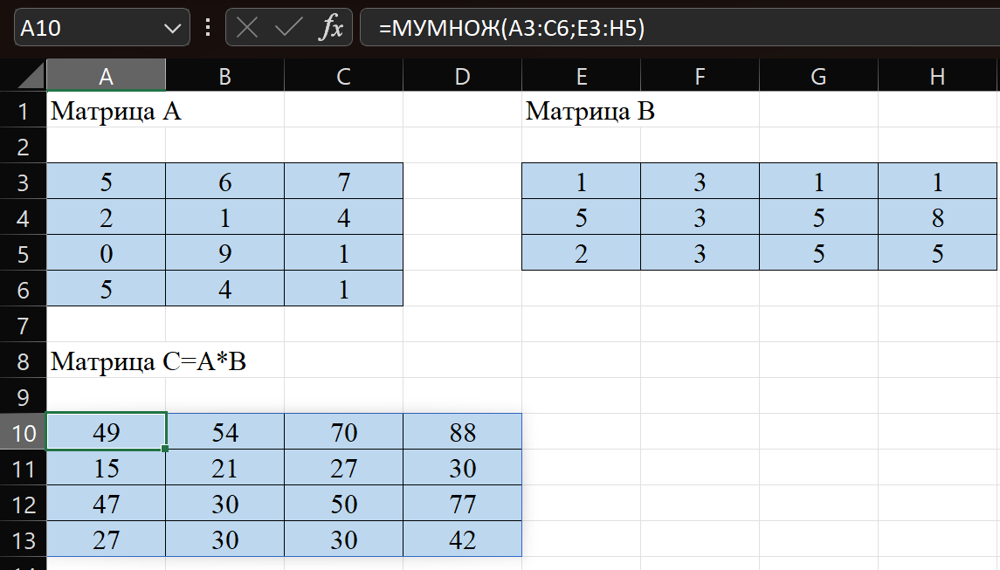 A10 fx =МУМНОЖ(A3:C6;E3:H5)
A B C D E F G H
1 Матрица A Матрица B
2
3 5 6 7 1 3 1 1
4 2 1 4 5 3 5 8
5 0 9 1 2 3 5 5
6 5 4 1
7
8 Матрица C=A*B
9
10 49 54 70 88
11 15 21 27 30
12 47 30 50 77
13 27 30 30 42